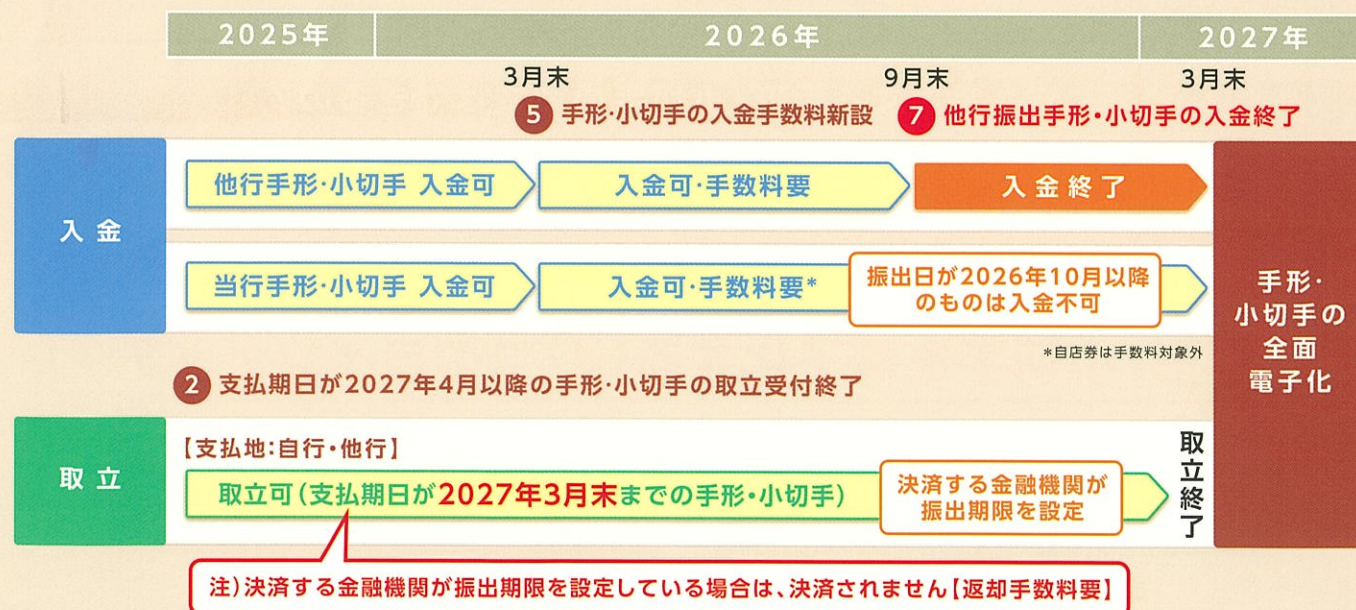 2025年 2026年 2027年
3月末 9月末 3月末
5 手形・小切手の入金手数料新設 7 他行振出手形・小切手の入金終了
入金
他行手形・小切手 入金可 入金可・手数料要 入金終了
当行手形・小切手 入金可 入金可・手数料要* 振出日が2026年10月以降
のものは入金不可
*自店券は手数料対象外
手形・
小切手の
全面
電子化
2 支払期日が2027年4月以降の手形・小切手の取立受付終了
取立
【支払地:自行・他行】
取立可(支払期日が2027年3月末までの手形・小切手) 決済する金融機関が
振出期限を設定
取立終了
注)決済する金融機関が振出期限を設定している場合は、決済されません【返却手数料要】